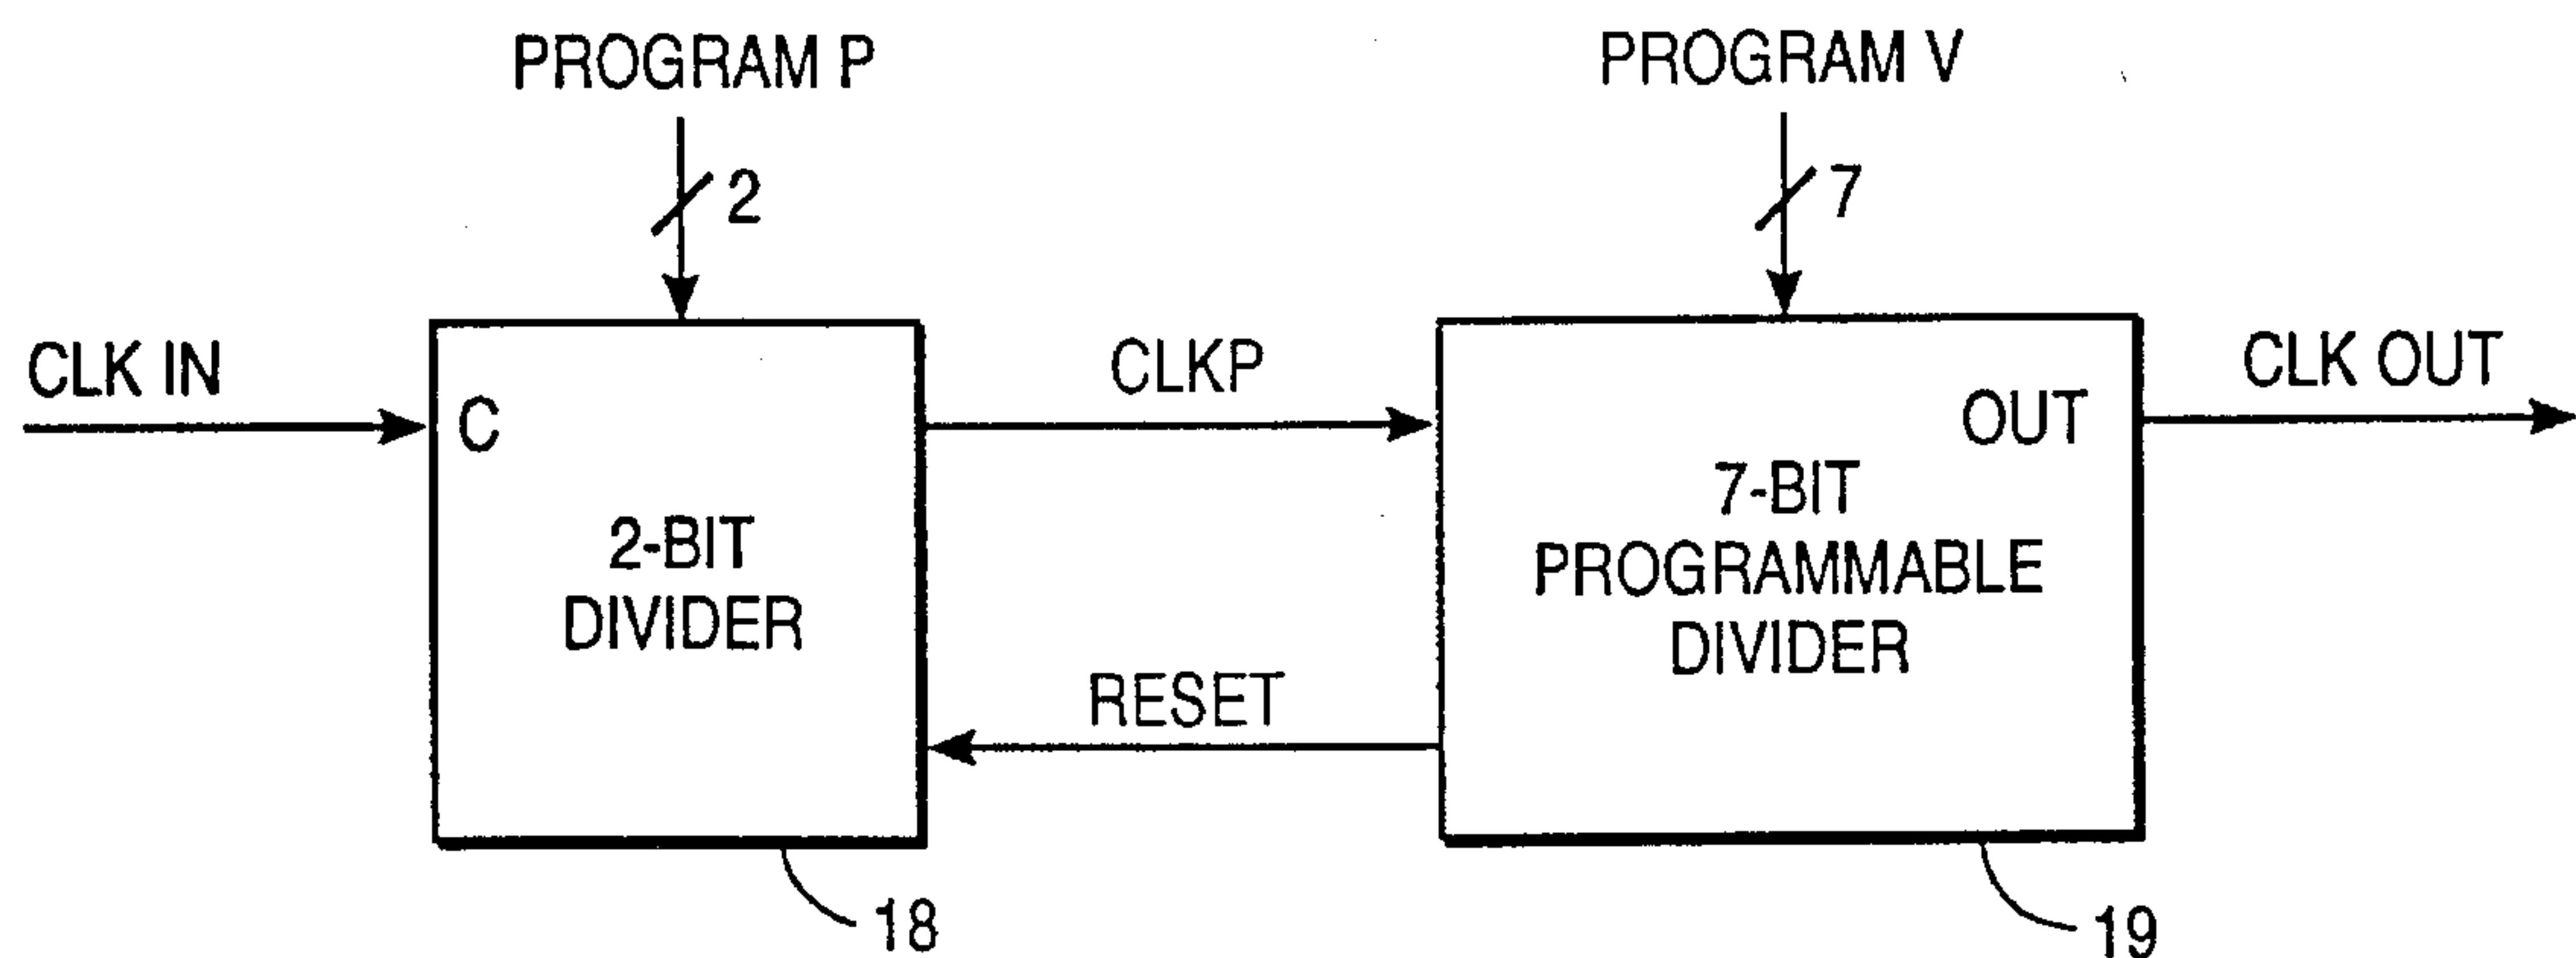 PROGRAM P
PROGRAM V
2
7
CLK IN
C
2-BIT
DIVIDER
CLKP
RESET
OUT
7-BIT
PROGRAMMABLE
DIVIDER
CLK OUT
18
19